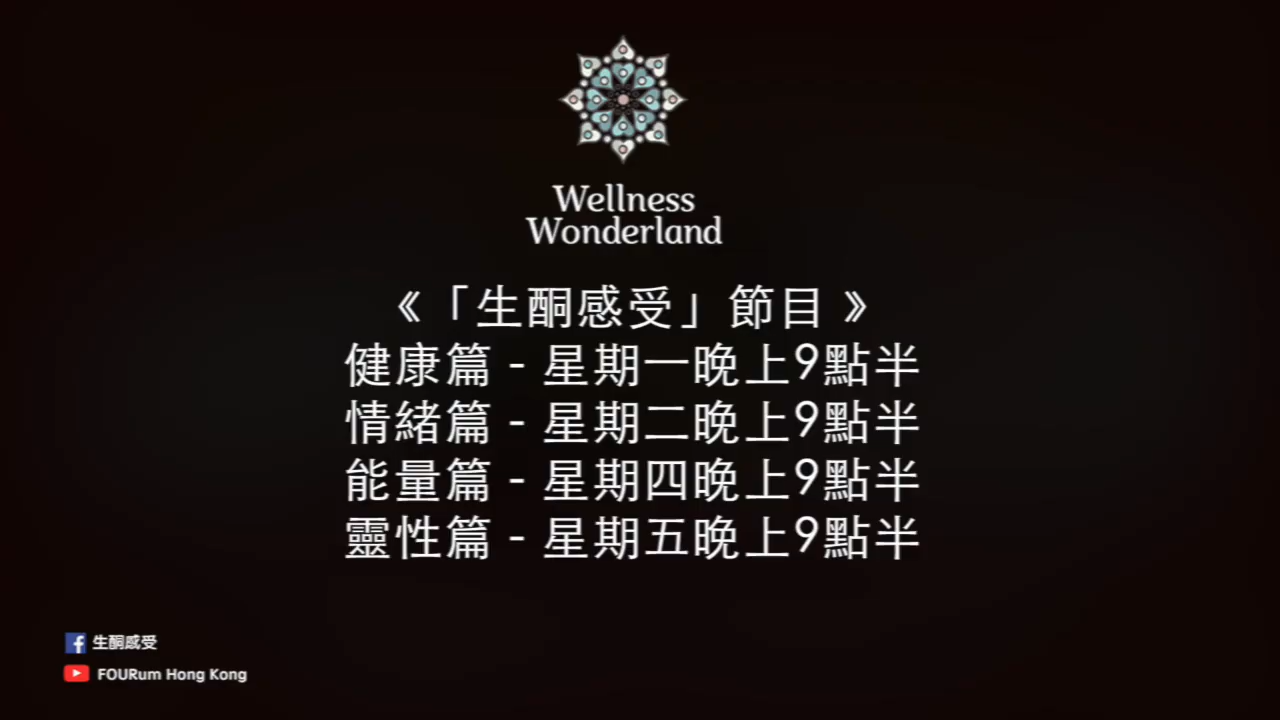 Wellness
Wonderland
《「生酮感受」節目 》
健康篇 - 星期一晚上9點半
情緒篇 - 星期二晚上9點半
能量篇 - 星期四晚上9點半
靈性篇 - 星期五晚上9點半
生酮感受
FOURum Hong Kong